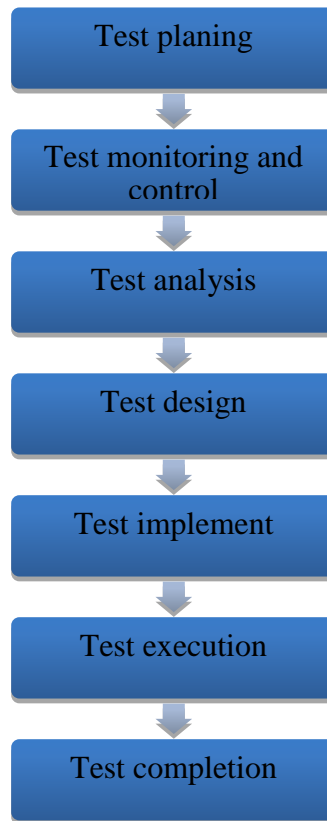 Test planing
Test monitoring and
control
Test analysis
Test design
Test implement
Test execution
Test completion